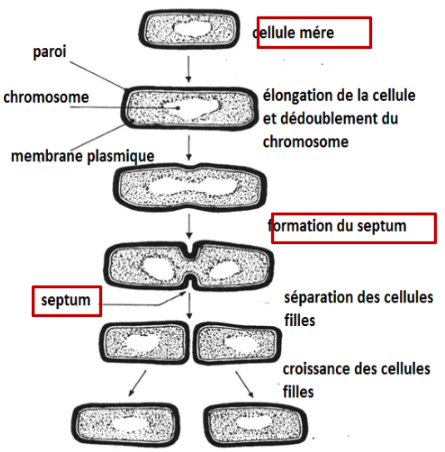 cellule mére
paroi
chromosome
élongation de la cellule
et dédoublement du
chromosome
membrane plasmique
formation du septum
septum
séparation des cellules
filles
croissance des cellules
filles